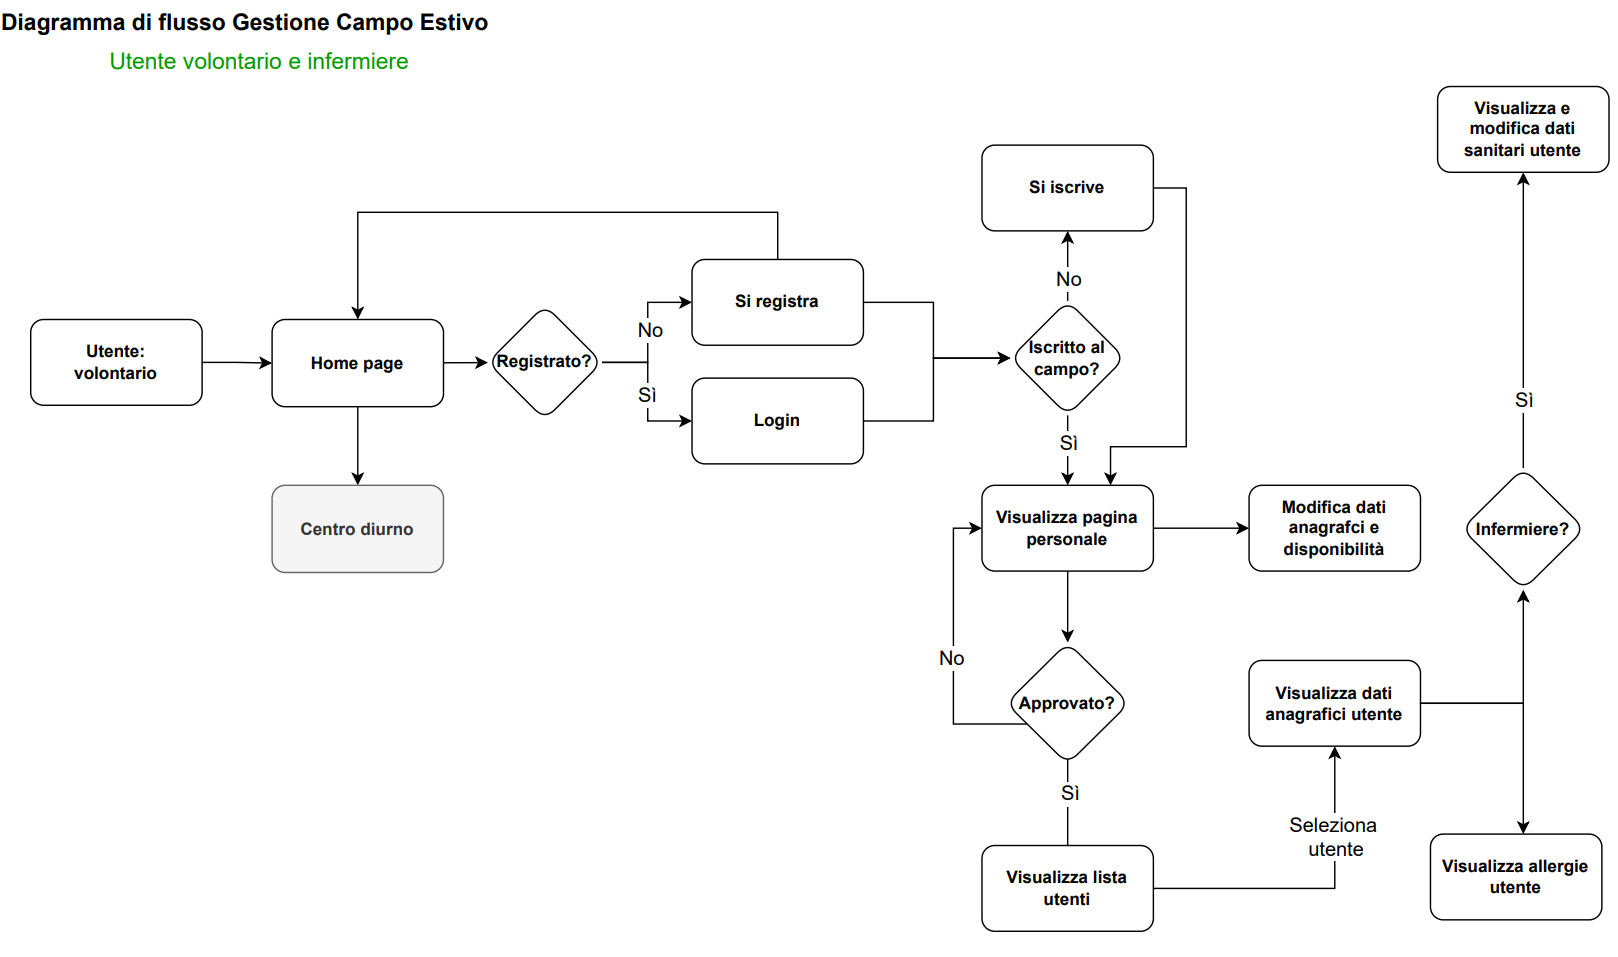 Diagramma di flusso Gestione Campo Estivo
Utente volontario e infermiere
Utente:
volontario
Home page
Centro diurno
Registrato?
No
Sì
Si registra
Login
Iscritto al
campo?
No
Si iscrive
Sì
Visualizza pagina
personale
Modifica dati
anagrafci e
disponibilità
Approvato?
No
Sì
Visualizza lista
utenti
Seleziona
utente
Visualizza dati
anagrafici utente
Infermiere?
Sì
Visualizza e
modifica dati
sanitari utente
Visualizza allergie
utente